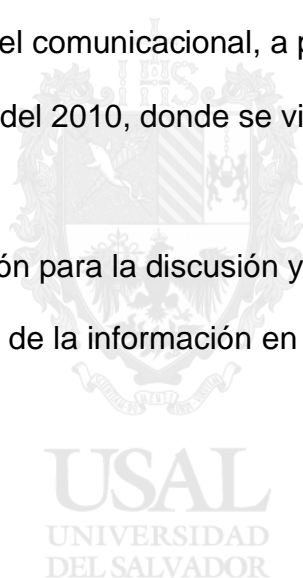 el comunicacional, a p
del 2010, donde se vi
ón para la discusión y
de la información en
IHS
USAL
UNIVERSIDAD
DEL SALVADOR